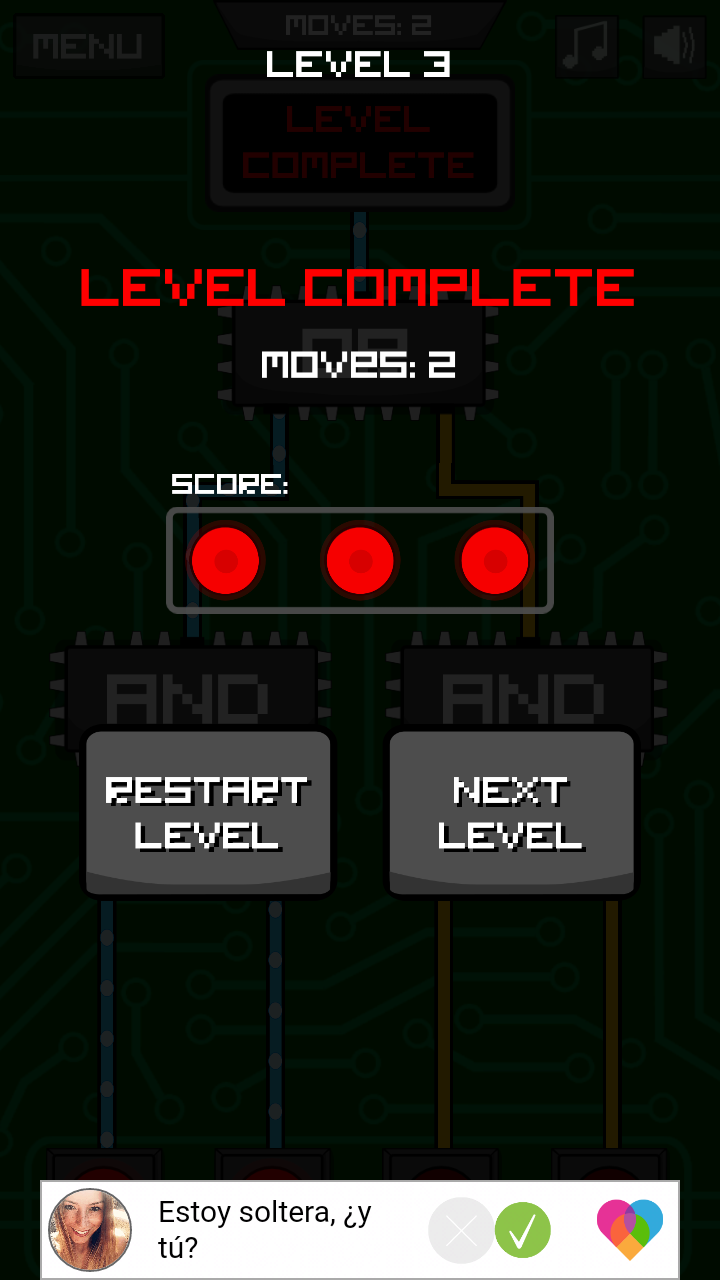 MENU
MOVES: 2
LEVEL 3
LEVEL
COMPLETE
LEVEL COMPLETE
OR
MOVES: 2
SCORE:
AND
AND
RESTART
LEVEL
NEXT
LEVEL
Estoy soltera, ¿y
tú?